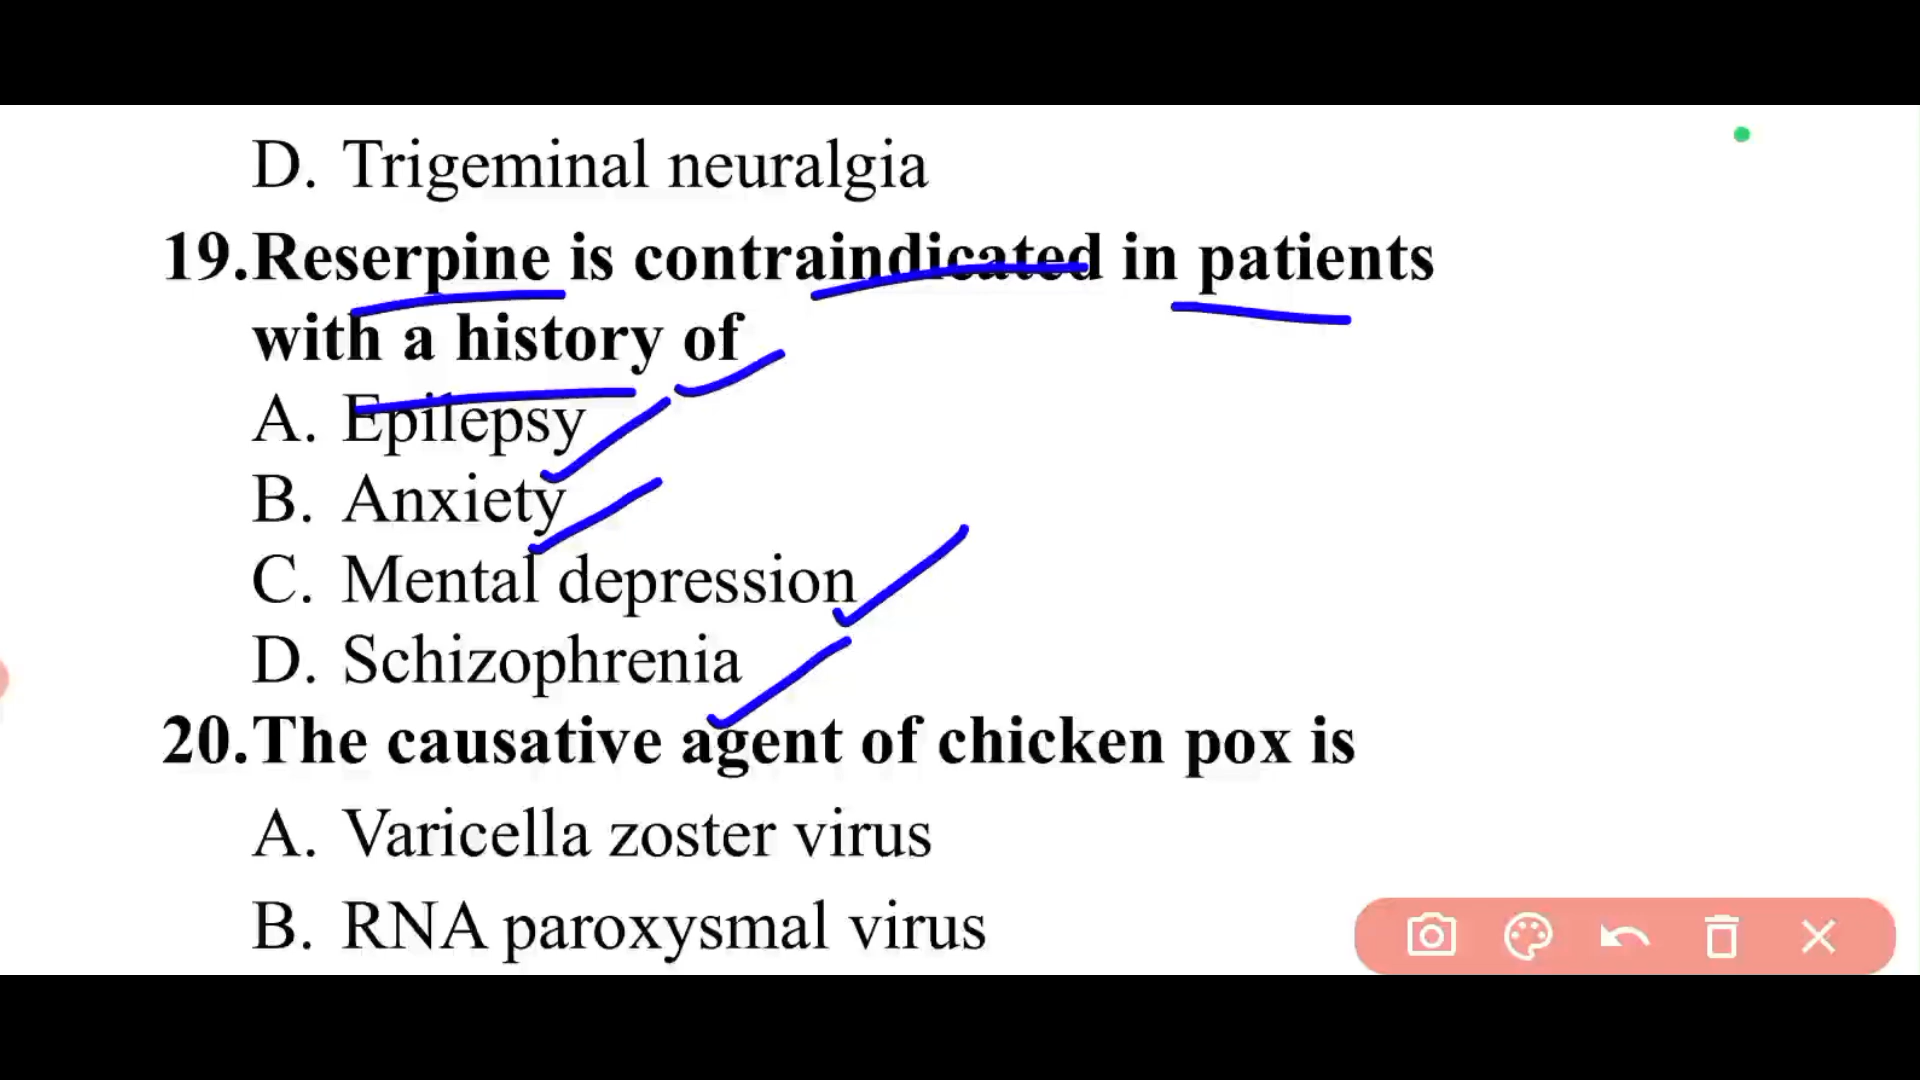 D. Trigeminal neuralgia
19.Reserpine is contraindicated in patients
with a history of
A. Epilepsy
B. Anxiety
C. Mental depression
D. Schizophrenia
20.The causative agent of chicken pox is
A. Varicella zoster virus
B. RNA paroxysmal virus